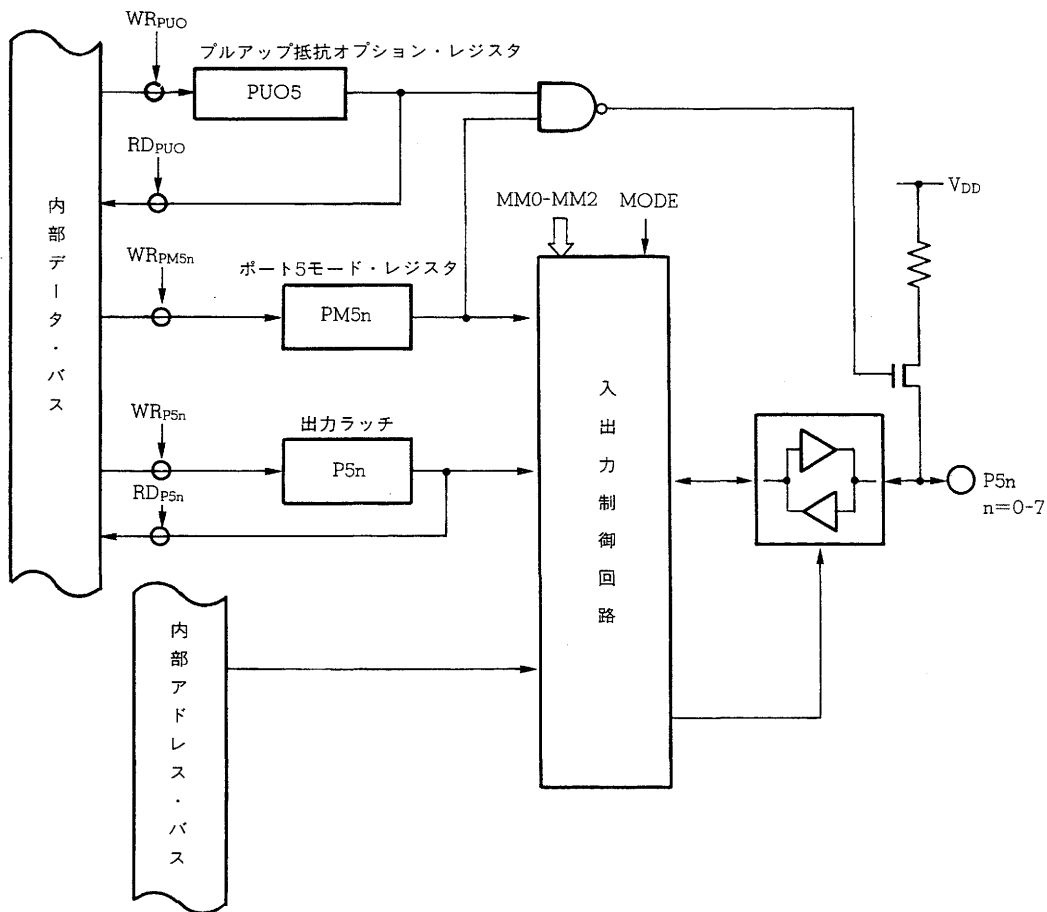 WRPUO
プルアップ抵抗オプション・レジスタ
PUO5
RDPUO
VDD
MM0-MM2
MODE
内部データ・バス
WRPM5n
ポート5モード・レジスタ
PM5n
入出力制御回路
WRP5n
出力ラッチ
P5n
RDP5n
P5n
n=0-7
内部アドレス・バス